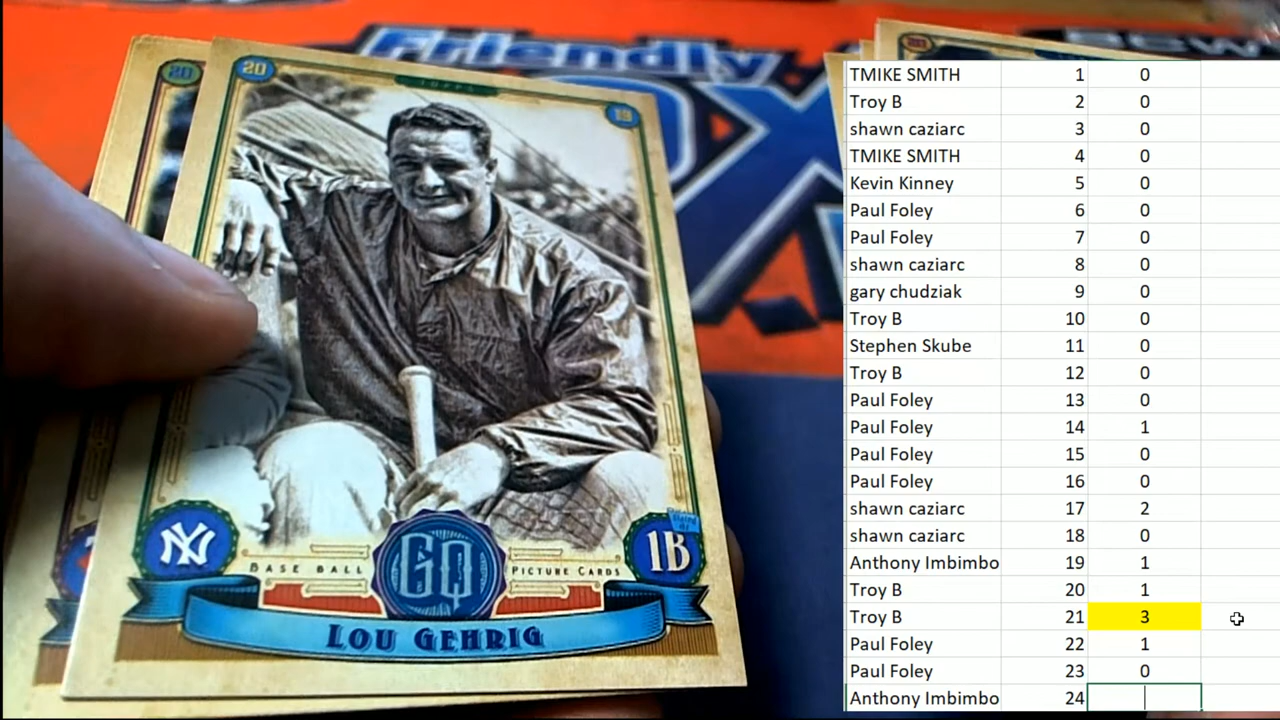 Friendly
OX
20
TOPPS
19
20
NY
BASE BALL
GQ
PICTURE CARDS
1B
LOU GEHRIG
TMIKE SMITH 1 0
Troy B 2 0
shawn caziarc 3 0
TMIKE SMITH 4 0
Kevin Kinney 5 0
Paul Foley 6 0
Paul Foley 7 0
shawn caziarc 8 0
gary chudziak 9 0
Troy B 10 0
Stephen Skube 11 0
Troy B 12 0
Paul Foley 13 0
Paul Foley 14 1
Paul Foley 15 0
Paul Foley 16 0
shawn caziarc 17 2
shawn caziarc 18 0
Anthony Imbimbo 19 1
Troy B 20 1
Troy B 21 3
Paul Foley 22 1
Paul Foley 23 0
Anthony Imbimbo 24